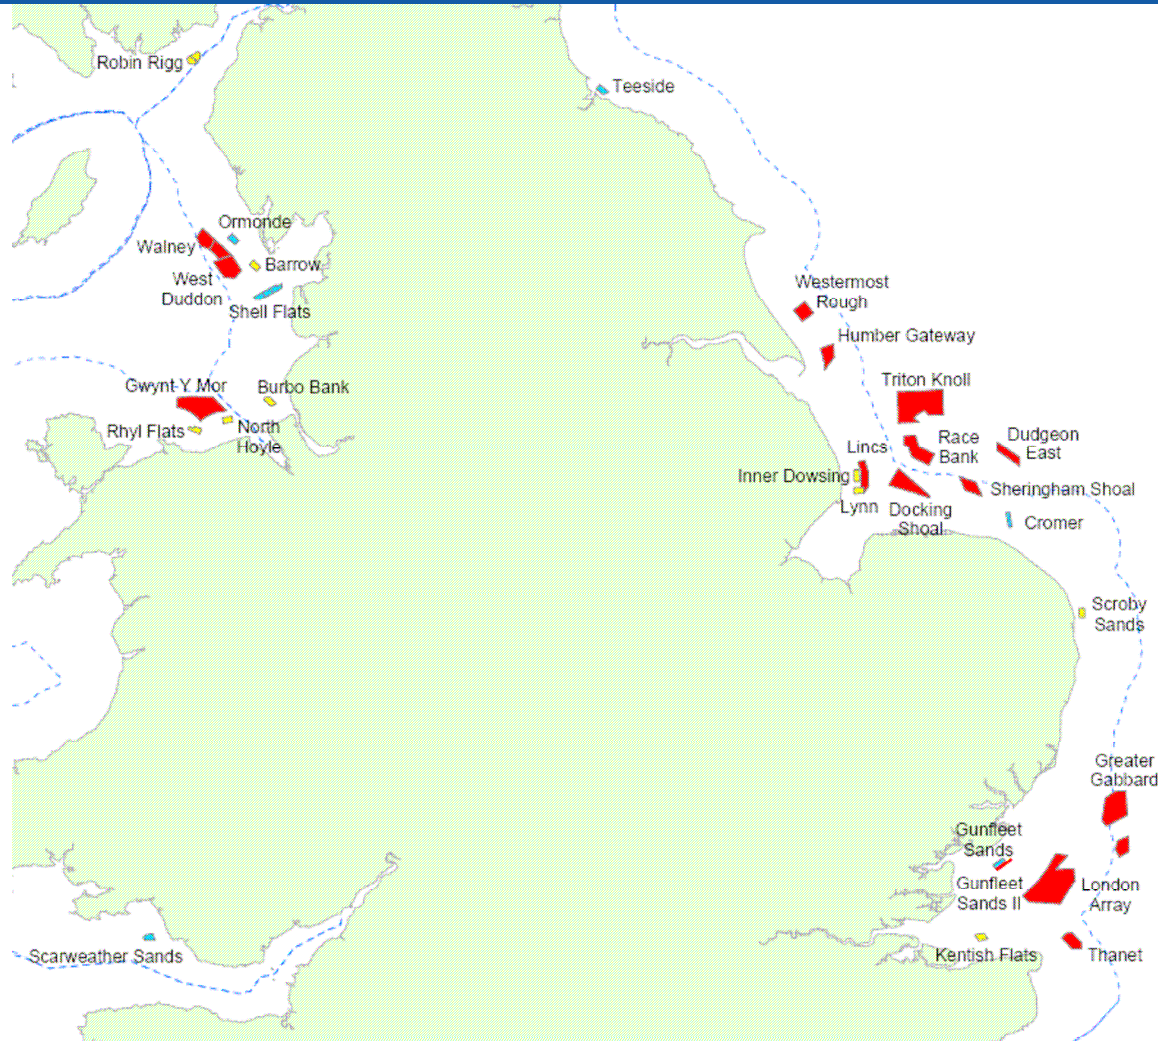 Robin Rigg
Teeside
Ormonde
Walney
Barrow
West
Duddon
Shell Flats
Westermost
Rough
Humber Gateway
Gwynt Y Mor
Burbo Bank
Triton Knoll
Rhyl Flats
North
Hoyle
Lincs
Race
Bank
Dudgeon
East
Inner Dowsing
Sheringham Shoal
Lynn
Docking
Shoal
Cromer
Scroby
Sands
Greater
Gabbard
Gunfleet
Sands
Gunfleet
Sands II
London
Array
Scarweather Sands
Kentish Flats
Thanet